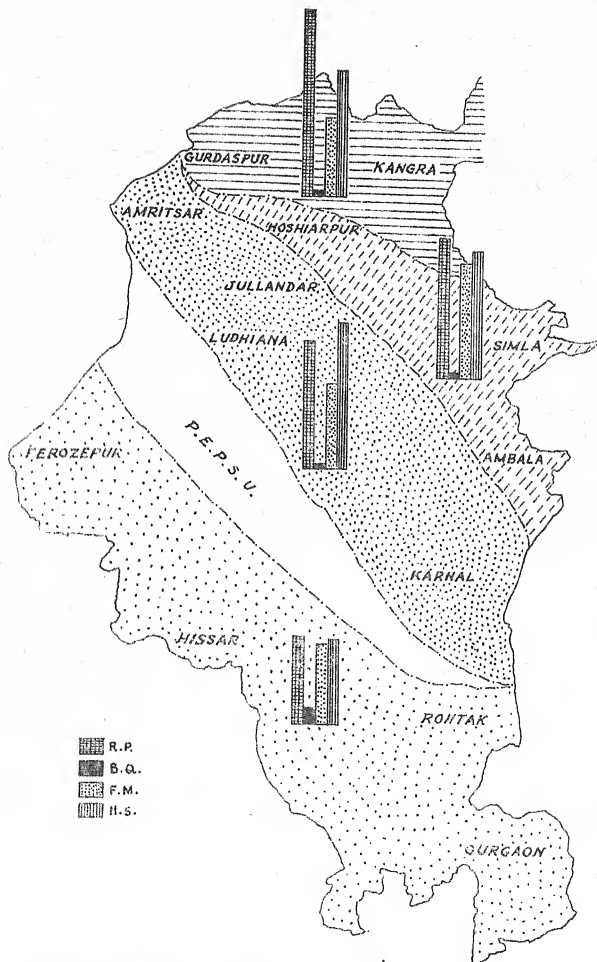 GURDASPUR
KANGRA
AMRITSAR
HOSHIARPUR
JULLANDAR
LUDHIANA
SIMLA
P.E.P.S.U.
FEROZEPUR
AMBALA
KARNAL
HISSAR
ROHTAK
R.P.
B.Q.
F.M.
H.S.
GURGAON